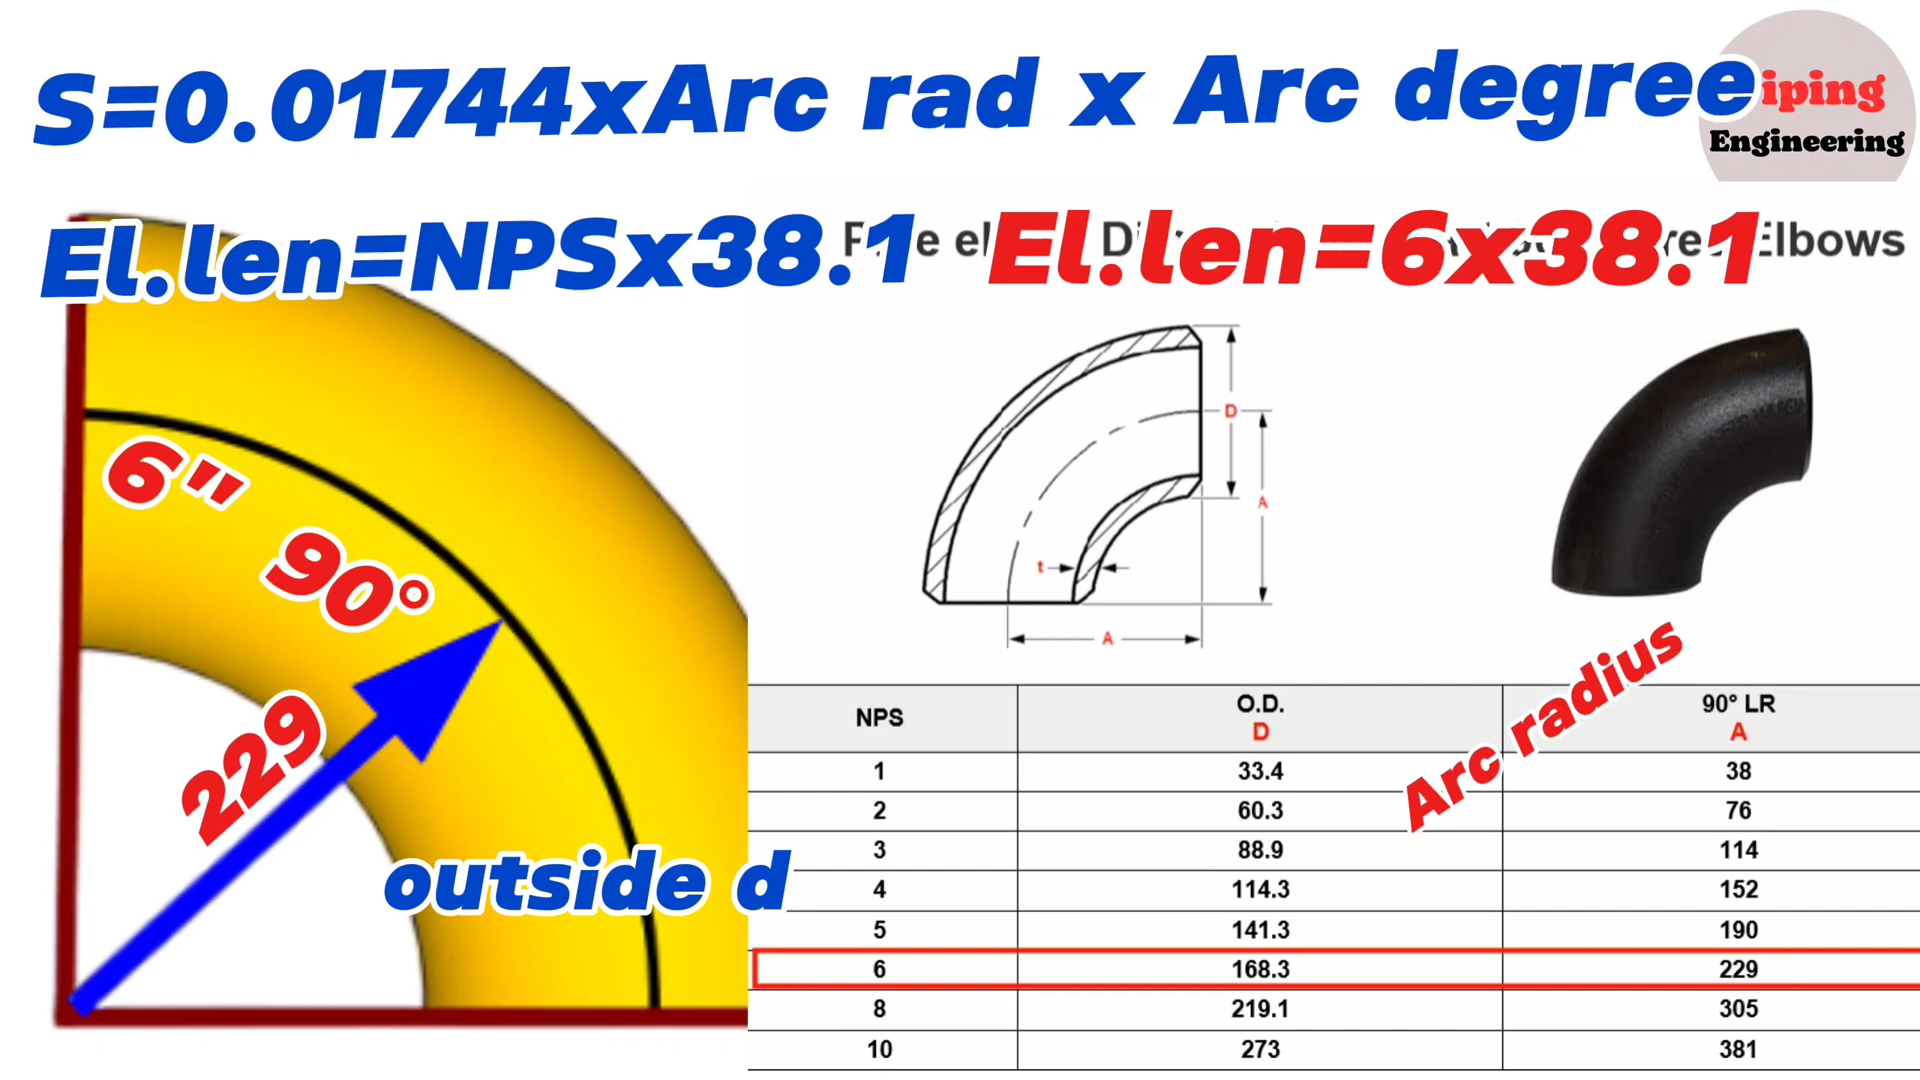 S=0.01744xArc rad x Arc degree
iping
Engineering
El.len=NPSx38.1
El.len=6x38.1
Elbows
D
A
t
A
6"
90°
229
outside d
Arc radius
NPS O.D. 90° LR
D A
1 33.4 38
2 60.3 76
3 88.9 114
4 114.3 152
5 141.3 190
6 168.3 229
8 219.1 305
10 273 381